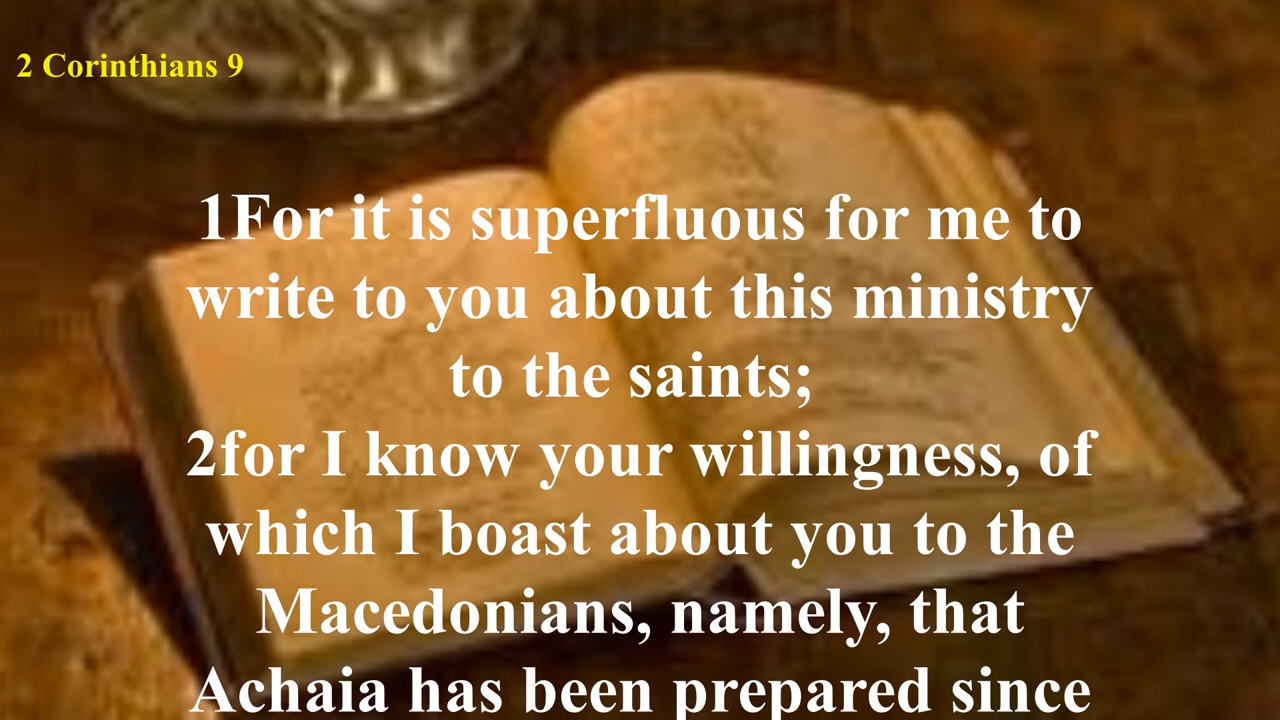 2 Corinthians 9
1For it is superfluous for me to
write to you about this ministry
to the saints;
2for I know your willingness, of
which I boast about you to the
Macedonians, namely, that
Achaia has been prepared since